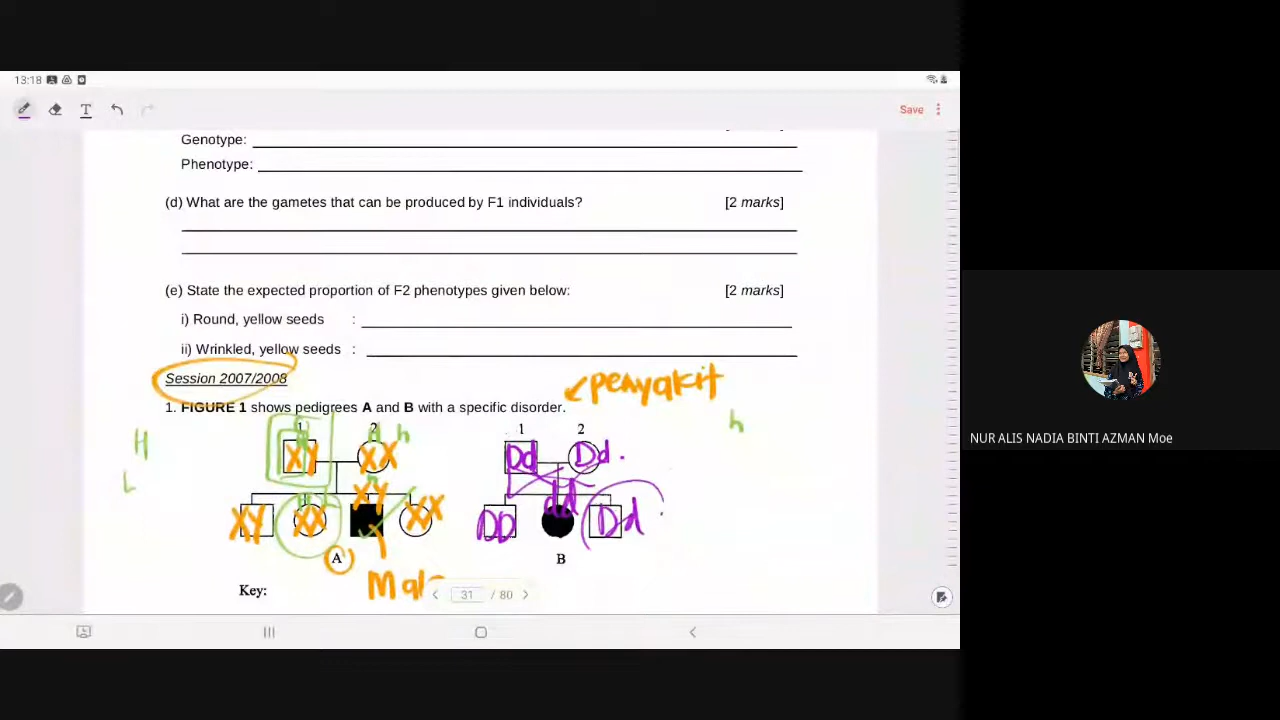 13:18
T
Save
Genotype:
Phenotype:
(d) What are the gametes that can be produced by F1 individuals? [2 marks]
(e) State the expected proportion of F2 phenotypes given below: [2 marks]
i) Round, yellow seeds :
ii) Wrinkled, yellow seeds :
Session 2007/2008
penyakit
1. FIGURE 1 shows pedigrees A and B with a specific disorder.
1 2 1 2
H h h
XY XX Dd Dd.
XY XX XY XX DD dd Dd
A B
Key:
31 / 80
NUR ALIS NADIA BINTI AZMAN Moe